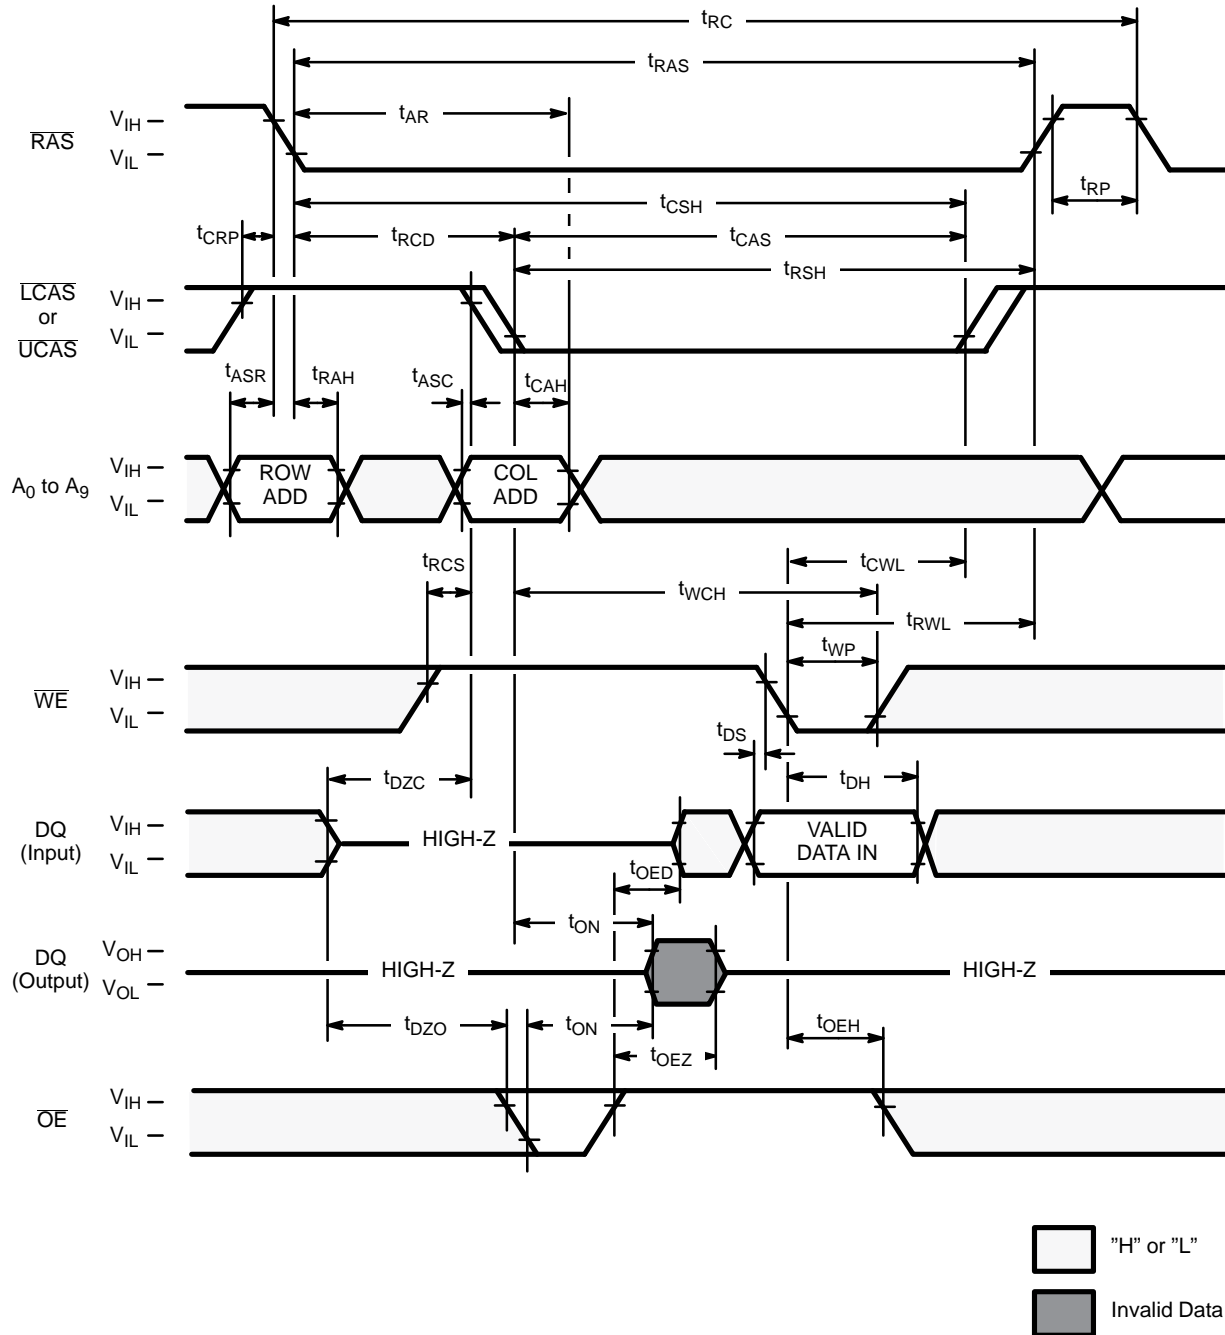 tRC
tRAS
tAR
RAS
VIH
VIL
tRP
tCSH
tCRP
tRCD
tCAS
tRSH
LCAS
or
UCAS
VIH
VIL
tASR
tRAH
tASC
tCAH
A0 to A9
VIH
VIL
ROW
ADD
COL
ADD
tRCS
tCWL
tWCH
tRWL
tWP
WE
VIH
VIL
tDS
tDZC
tDH
DQ
(Input)
VIH
VIL
HIGH-Z
VALID
DATA IN
tOED
tON
DQ
(Output)
VOH
VOL
HIGH-Z
HIGH-Z
tDZO
tON
tOEH
tOEZ
OE
VIH
VIL
”H” or ”L”
Invalid Data